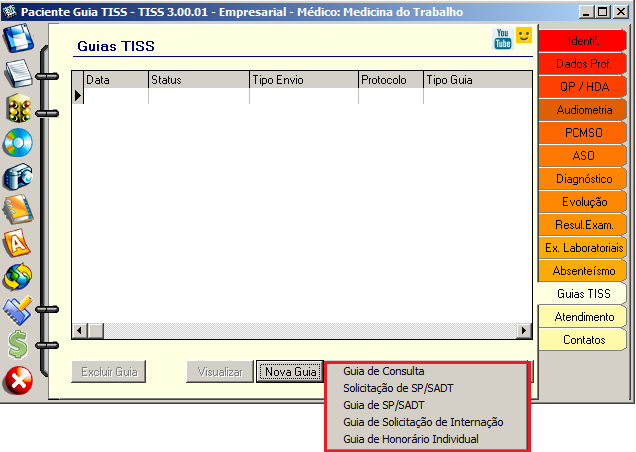 Paciente Guia TISS - TISS 3.00.01 - Empresarial - Médico: Medicina do Trabalho
Guias TISS
You
Tube
Data Status Tipo Envio Protocolo Tipo Guia
Identif.
Dados Prof.
QP / HDA
Audiometria
PCMSO
ASO
Diagnóstico
Evolução
Resul.Exam.
Ex. Laboratoriais
Absenteísmo
Guias TISS
Atendimento
Contatos
Excluir Guia Visualizar Nova Guia
Guia de Consulta
Solicitação de SP/SADT
Guia de SP/SADT
Guia de Solicitação de Internação
Guia de Honorário Individual